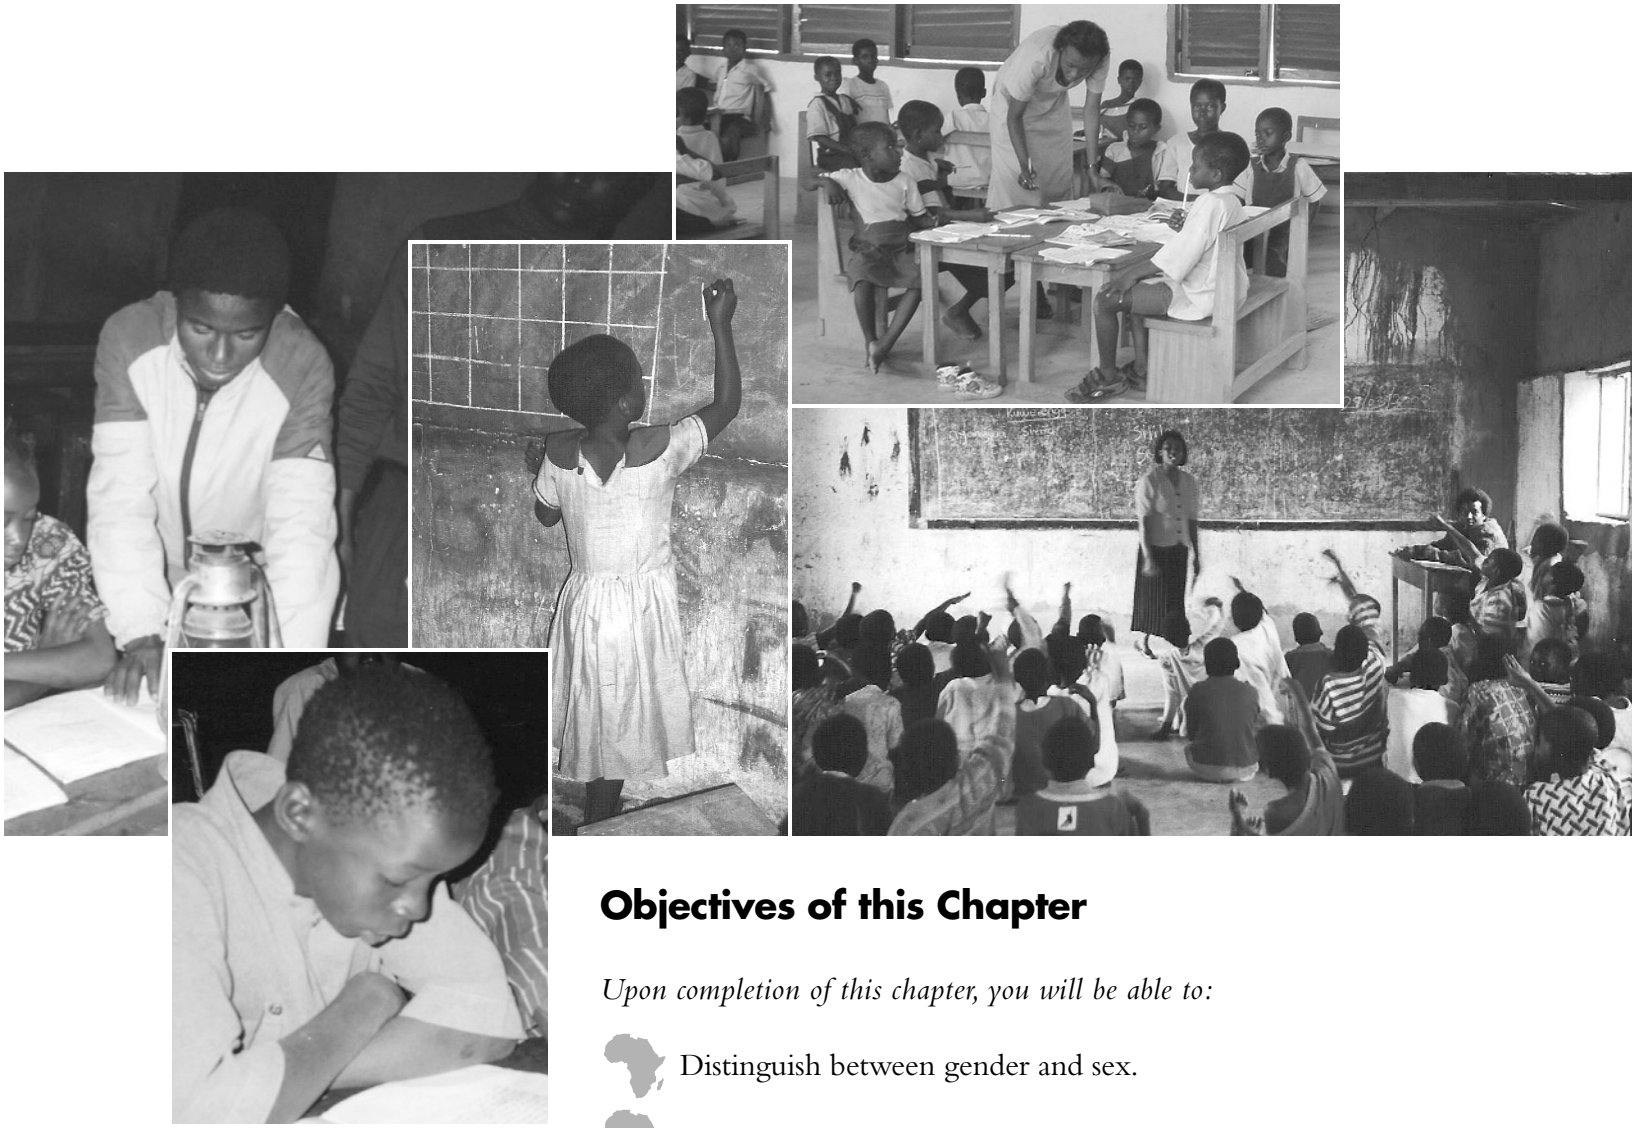 Objectives of this Chapter
Upon completion of this chapter, you will be able to:
Distinguish between gender and sex.